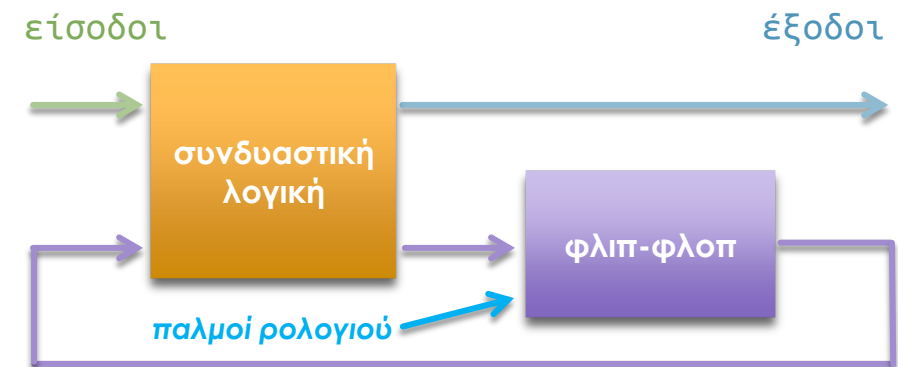 είσοδοι
έξοδοι
συνδυαστική
λογική
φλιπ-φλοπ
παλμοί ρολογιού